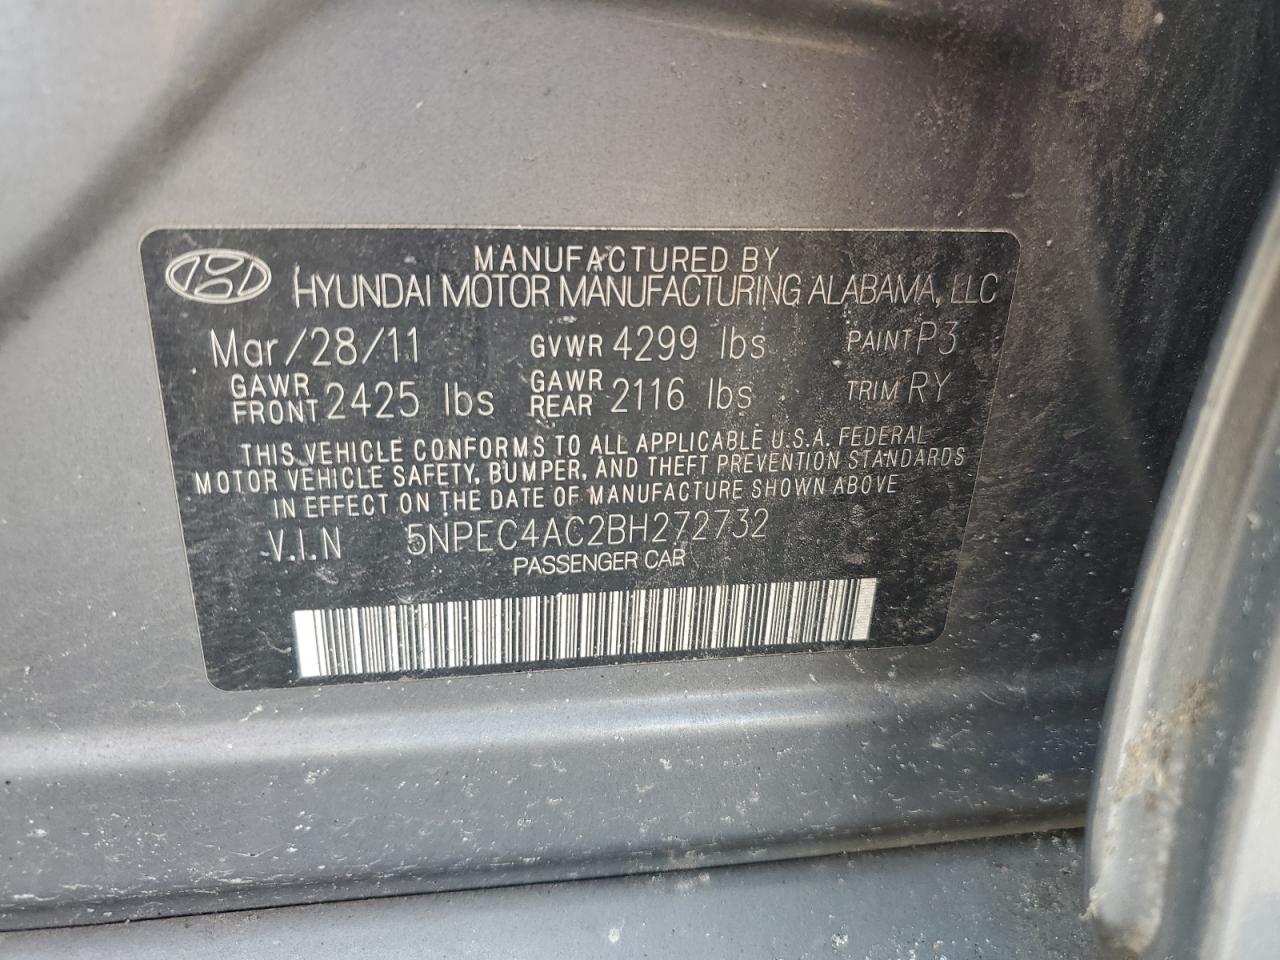 MANUFACTURED BY
HYUNDAI MOTOR MANUFACTURING ALABAMA, LLC
Mar/28/11 GVWR 4299 lbs PAINT P3
GAWR FRONT 2425 lbs GAWR REAR 2116 lbs TRIM RY
THIS VEHICLE CONFORMS TO ALL APPLICABLE U.S.A. FEDERAL
MOTOR VEHICLE SAFETY, BUMPER, AND THEFT PREVENTION STANDARDS
IN EFFECT ON THE DATE OF MANUFACTURE SHOWN ABOVE
V.I.N 5NPEC4AC2BH272732
PASSENGER CAR